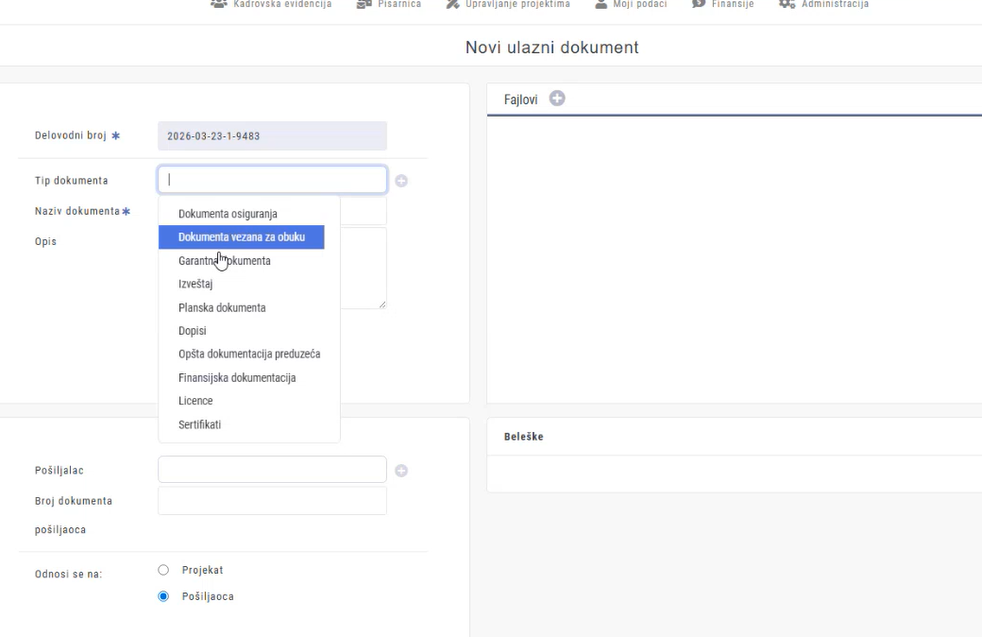 Kadrovska evidencija Pisarnica Upravljanje projektima Moji podaci Finansije Administracija
Novi ulazni dokument
Fajlovi
Delovodni broj * 2026-03-23-1-9483
Tip dokumenta
Naziv dokumenta*
Opis
Dokumenta osiguranja
Dokumenta vezana za obuku
Garantna dokumenta
Izveštaj
Planska dokumenta
Dopisi
Opšta dokumentacija preduzeća
Finansijska dokumentacija
Licence
Sertifikati
Beleške
Pošiljalac
Broj dokumenta
pošiljaoca
Odnosi se na:
Projekat
Pošiljaoca